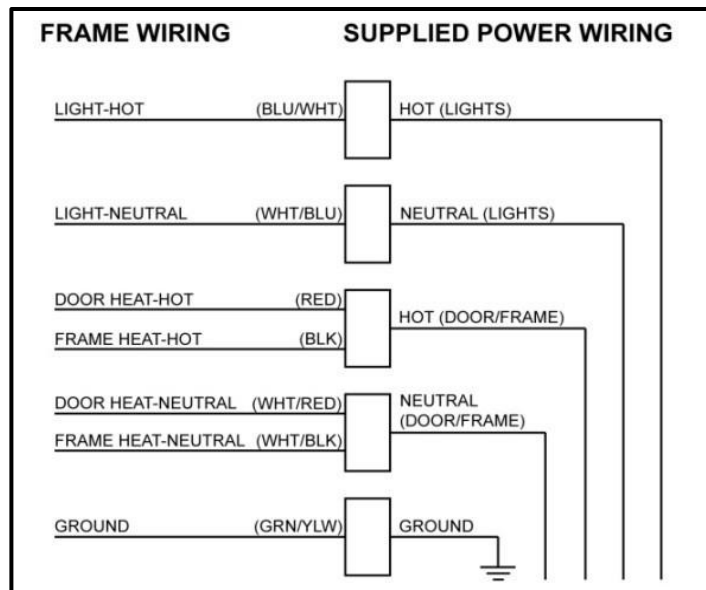 FRAME WIRING SUPPLIED POWER WIRING
LIGHT-HOT (BLU/WHT) HOT (LIGHTS)
LIGHT-NEUTRAL (WHT/BLU) NEUTRAL (LIGHTS)
DOOR HEAT-HOT (RED)
HOT (DOOR/FRAME)
FRAME HEAT-HOT (BLK)
DOOR HEAT-NEUTRAL (WHT/RED) NEUTRAL
(DOOR/FRAME)
FRAME HEAT-NEUTRAL (WHT/BLK)
GROUND (GRN/YLW) GROUND